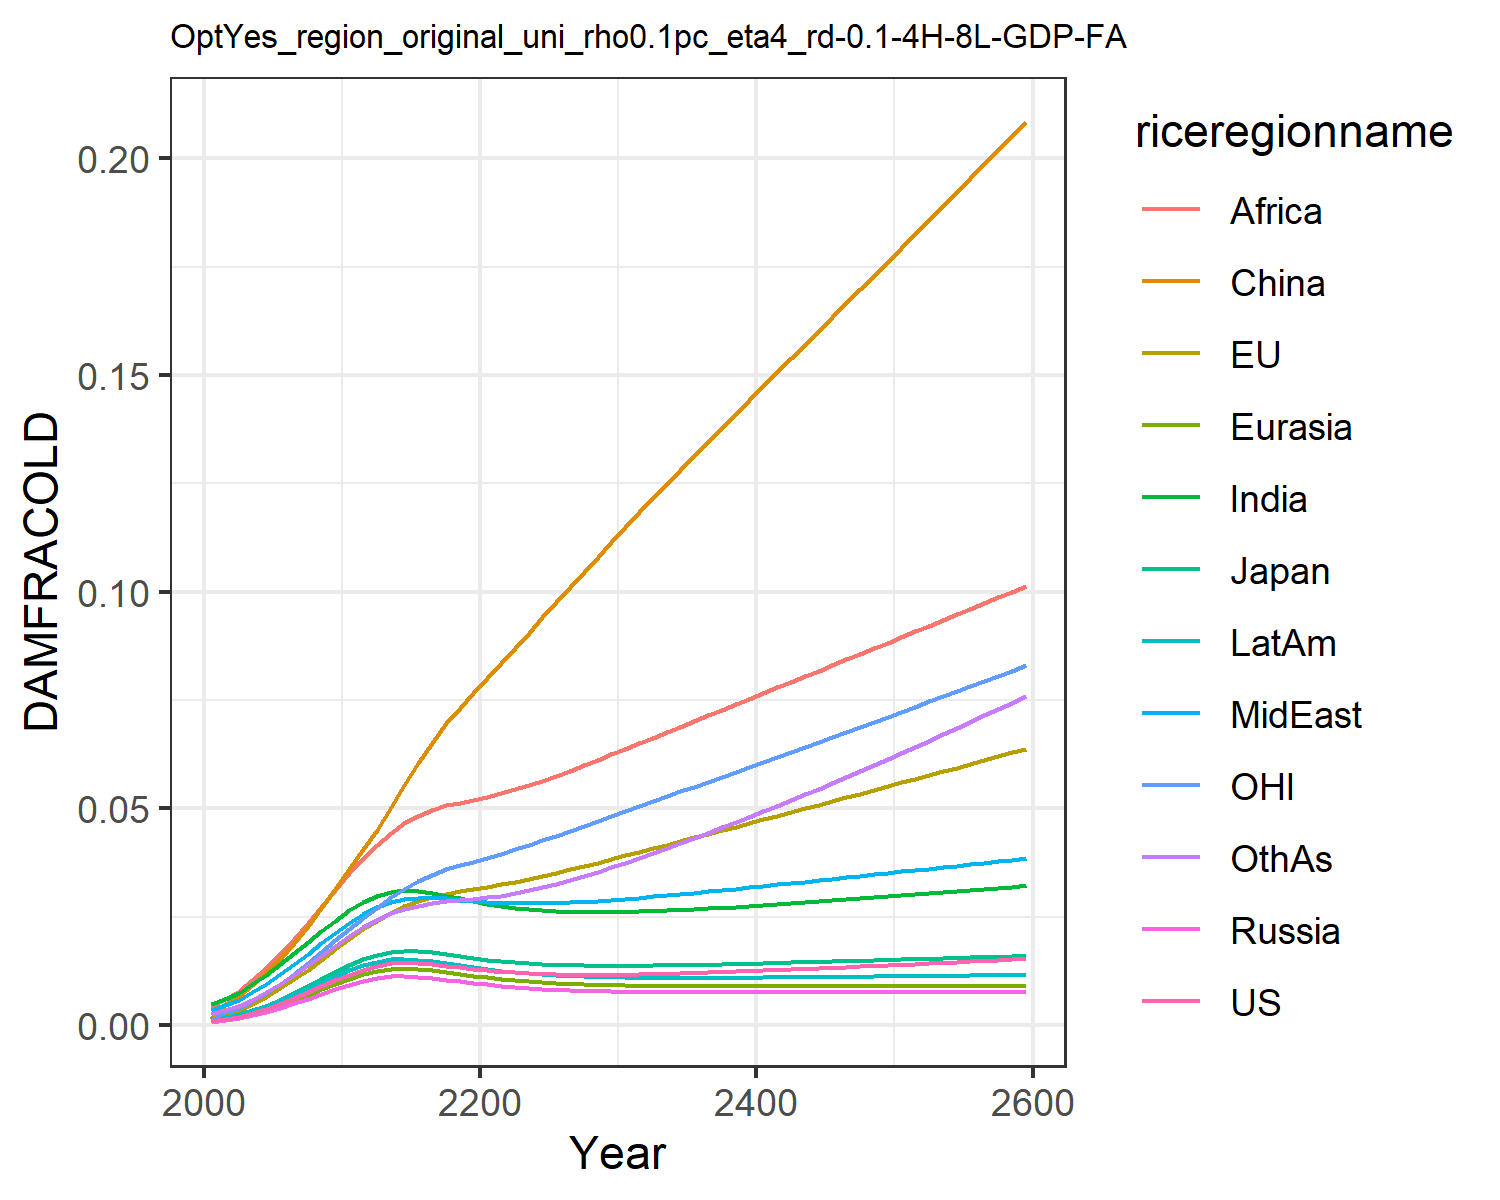 OptYes_region_original_uni_rho0.1pc_eta4_rd-0.1-4H-8L-GDP-FA
DAMFRACOLD
0.20
0.15
0.10
0.05
0.00
2000 2200 2400 2600
Year
riceregionname
Africa
China
EU
Eurasia
India
Japan
LatAm
MidEast
OHI
OthAs
Russia
US